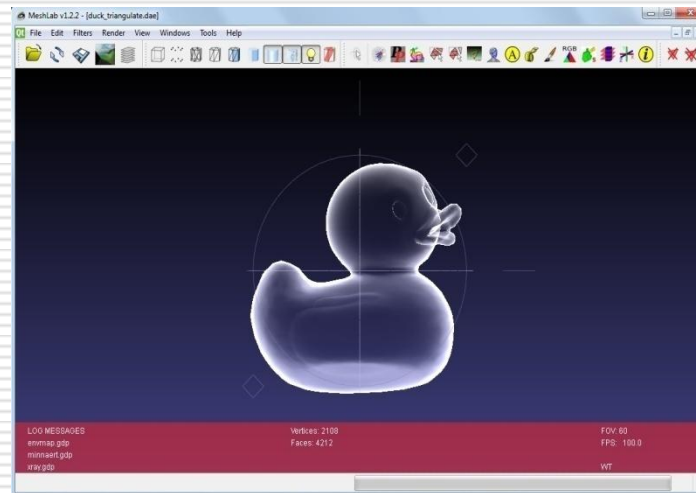 MeshLab v1.2.2 - [duck_triangulate.dae]
File Edit Filters Render View Windows Tools Help
RGB
LOG MESSAGES
envmap.gdp
minnaert.gdp
xray.gdp
Vertices: 2108
Faces: 4212
FOV: 60
FPS: 100.0
WT